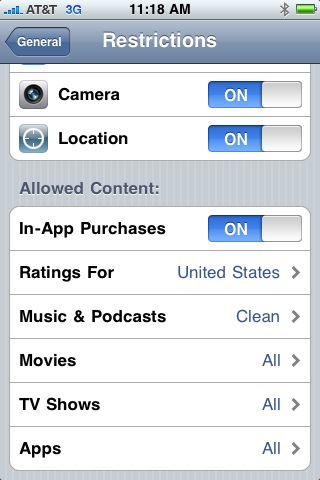 AT&T 3G 11:18 AM
General Restrictions
Camera ON
Location ON
Allowed Content:
In-App Purchases ON
Ratings For United States
Music & Podcasts Clean
Movies All
TV Shows All
Apps All